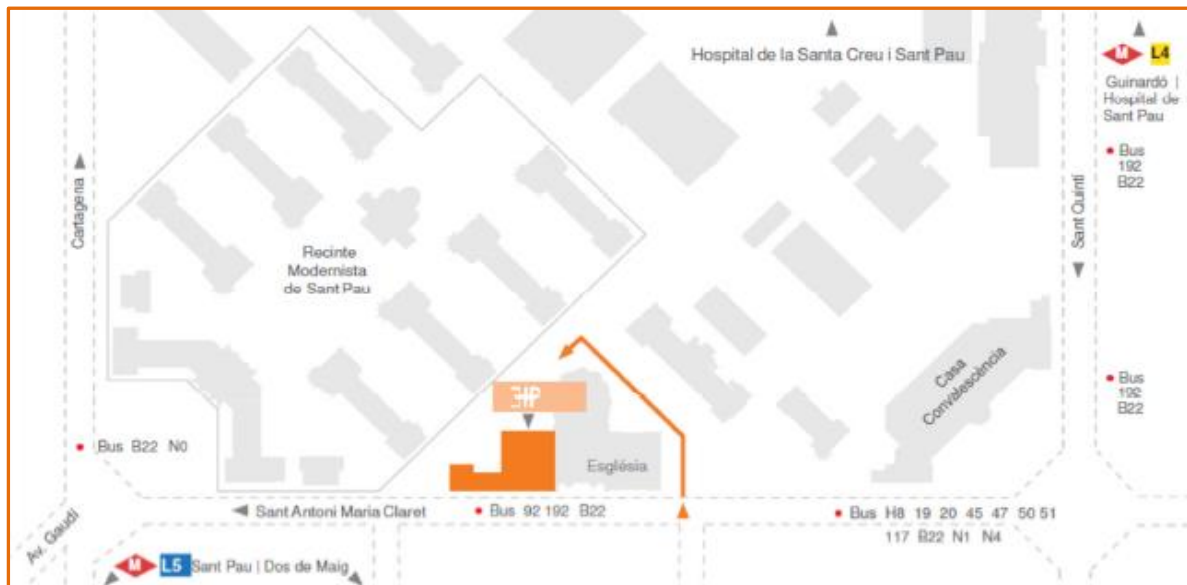 Hospital de la Santa Creu i Sant Pau
M L4
Guinardó |
Hospital de
Sant Pau
Bus
192
B22
Cartagena
Sant Quintí
Recinte
Modernista
de Sant Pau
Casa
Convalescència
Bus
192
B22
Bus B22 N0
Església
Sant Antoni Maria Claret
Bus 92 192 B22
Bus H8 19 20 45 47 50 51
117 B22 N1 N4
Av. Gaudí
M L5 Sant Pau | Dos de Maig